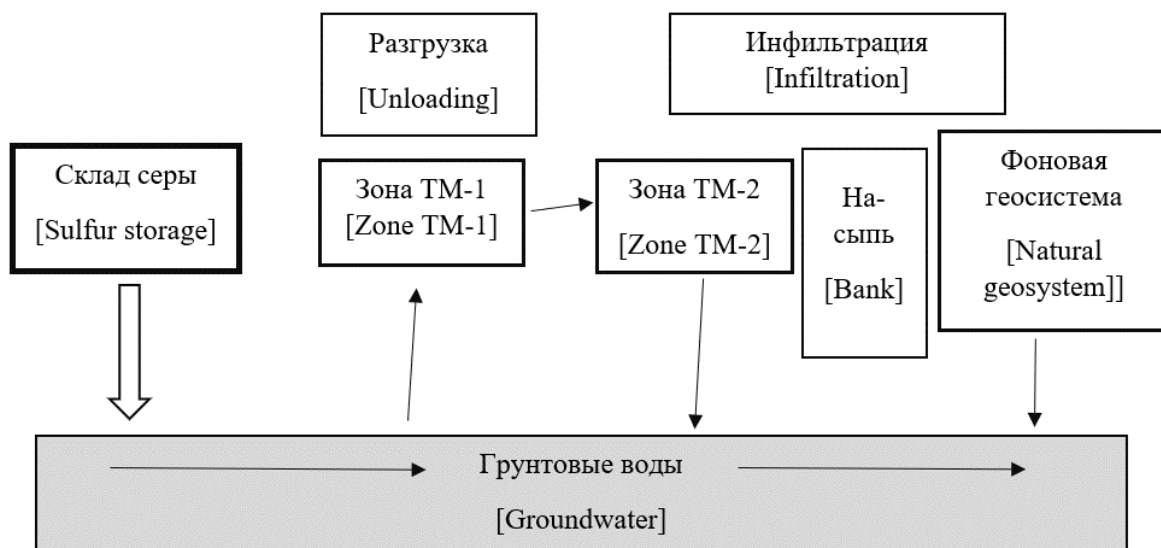 Разгрузка
[Unloading]
Инфильтрация
[Infiltration]
Склад серы
[Sulfur storage]
Зона ТМ-1
[Zone TM-1]
Зона ТМ-2
[Zone TM-2]
На-
сыпь
[Bank]
Фоновая
геосистема
[Natural
geosystem]]
Грунтовые воды
[Groundwater]